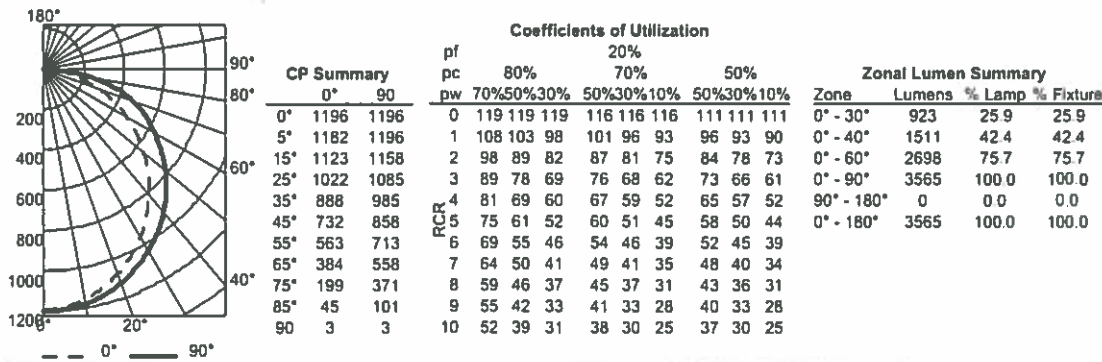 180°
90°
80°
60°
40°
20°
0°
200
400
600
800
1000
1200
0° 90°
CP Summary
0° 90
0° 1196 1196
5° 1182 1196
15° 1123 1158
25° 1022 1085
35° 888 985
45° 732 858
55° 563 713
65° 384 558
75° 199 371
85° 45 101
90 3 3
Coefficients of Utilization
pf 20%
pc 80% 70% 50%
pw 70%50%30% 50%30%10% 50%30%10%
RCR
0 119 119 119 116 116 116 111 111 111
1 108 103 98 101 96 93 96 93 90
2 98 89 82 87 81 75 84 78 73
3 89 78 69 76 68 62 73 66 61
4 81 69 60 67 59 52 65 57 52
5 75 61 52 60 51 45 58 50 44
6 69 55 46 54 46 39 52 45 39
7 64 50 41 49 41 35 48 40 34
8 59 46 37 45 37 31 43 36 31
9 55 42 33 41 33 28 40 33 28
10 52 39 31 38 30 25 37 30 25
Zonal Lumen Summary
Zone Lumens % Lamp % Fixture
0° - 30° 923 25.9 25.9
0° - 40° 1511 42.4 42.4
0° - 60° 2698 75.7 75.7
0° - 90° 3565 100.0 100.0
90° - 180° 0 0.0 0.0
0° - 180° 3565 100.0 100.0